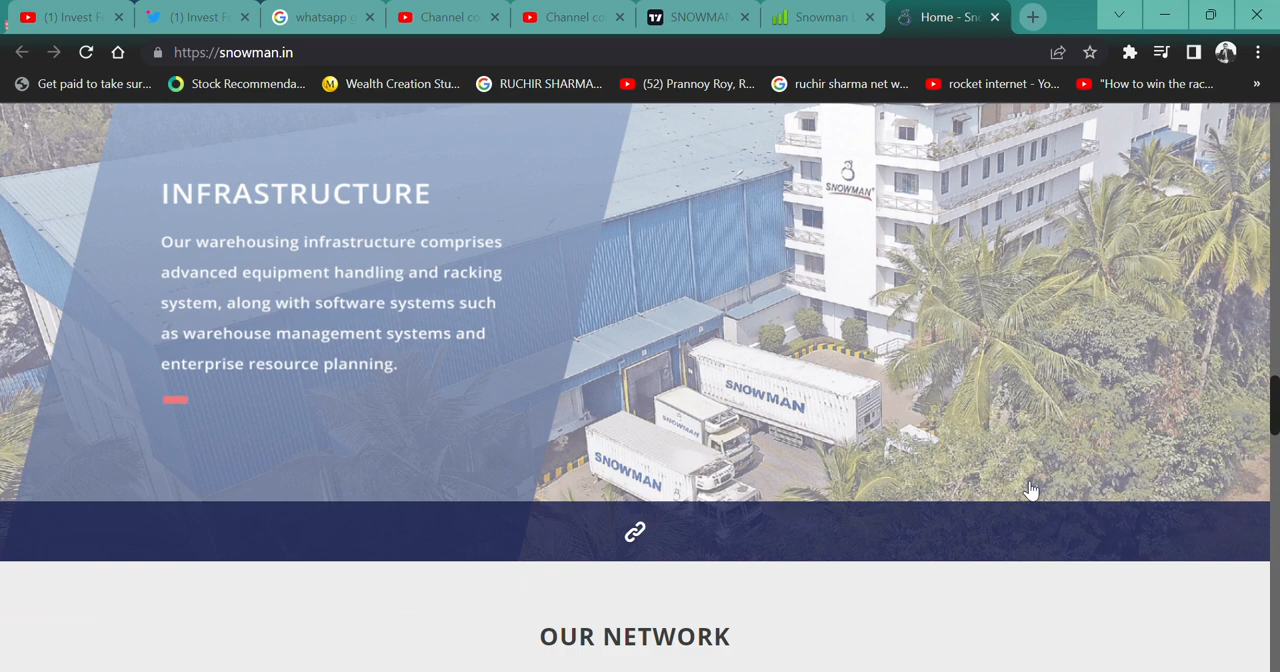 (1) Invest F
(1) Invest F
whatsapp g
Channel co
Channel co
SNOWMAN
Snowman L
Home - Sno
https://snowman.in
Get paid to take sur...
Stock Recommenda...
M
Wealth Creation Stu...
RUCHIR SHARMA...
(52) Prannoy Roy, R...
ruchir sharma net w...
rocket internet - Yo...
"How to win the rac...
»
SNOWMAN
INFRASTRUCTURE
Our warehousing infrastructure comprises
advanced equipment handling and racking
system, along with software systems such
as warehouse management systems and
enterprise resource planning.
SNOWMAN
SNOWMAN
SNOWMAN
OUR NETWORK